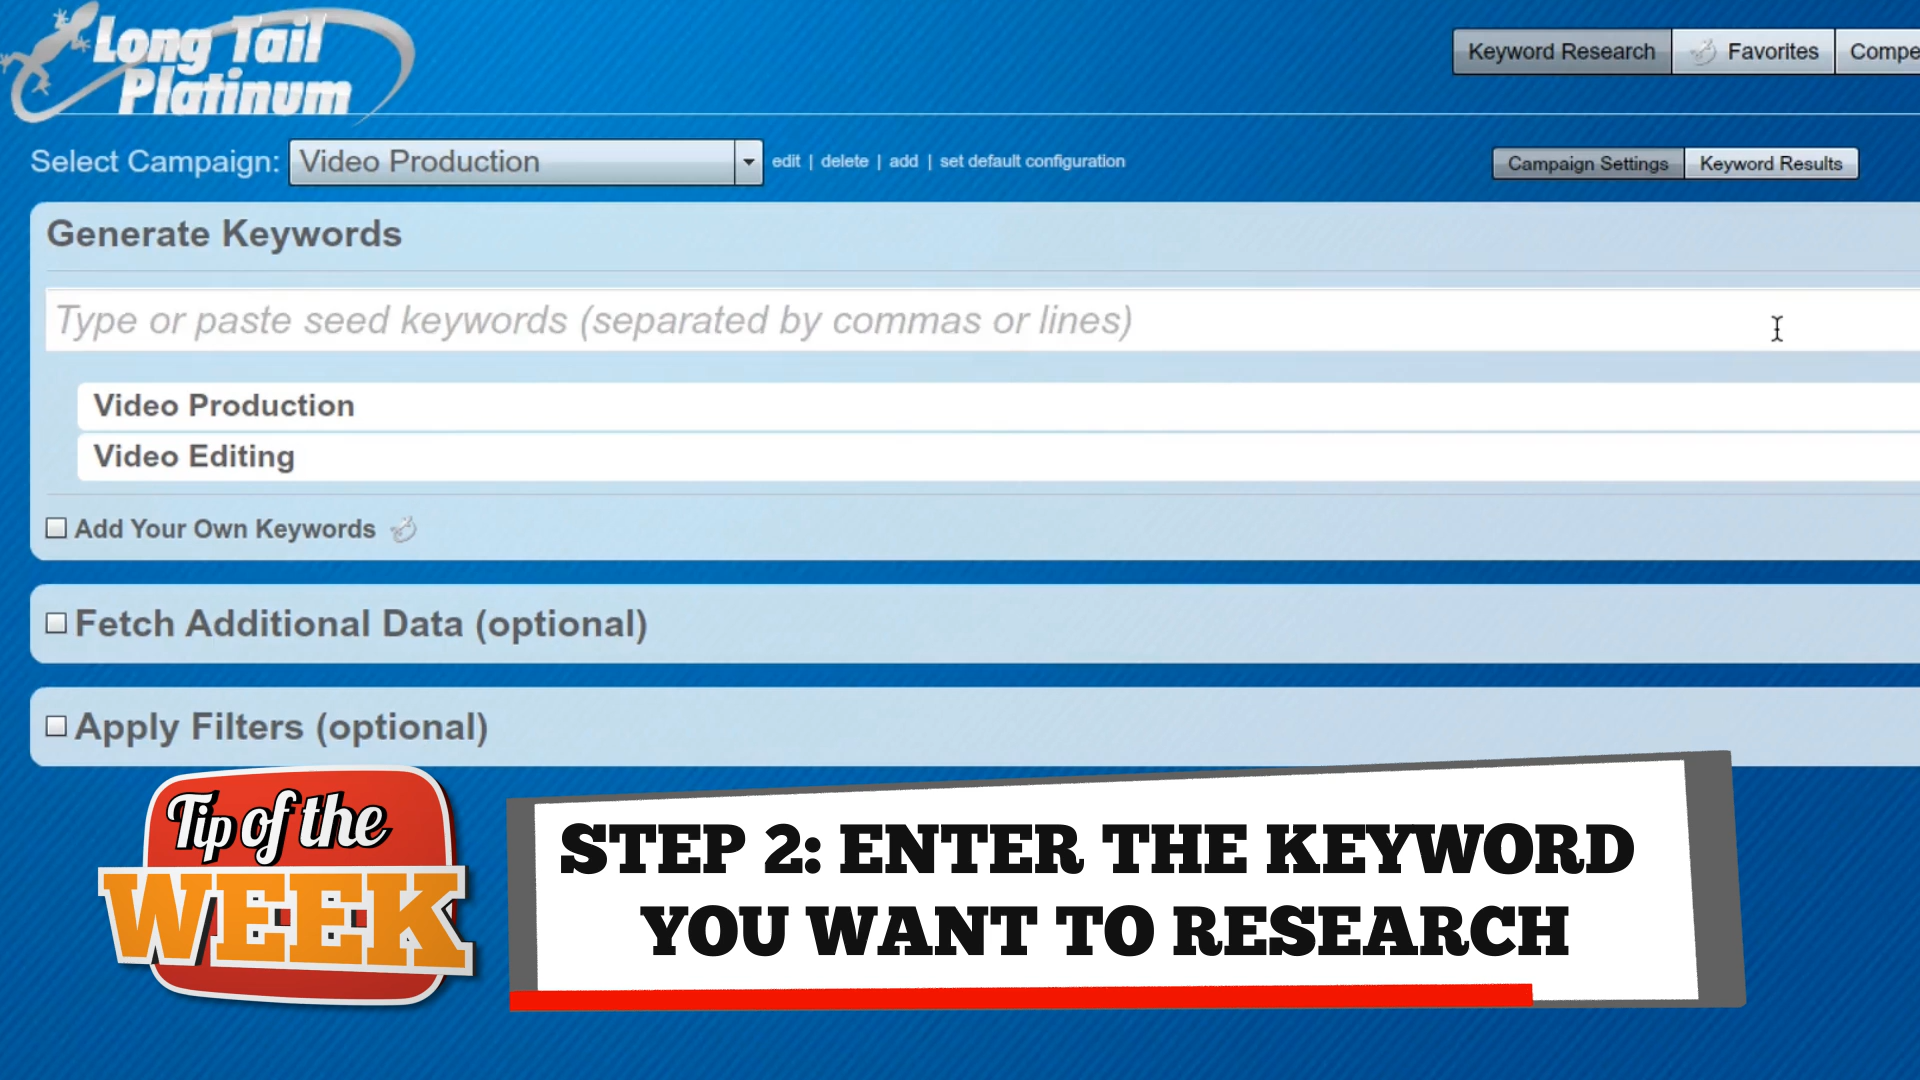 Long Tail
Platinum
Keyword Research
Favorites
Compe
Select Campaign:
Video Production
edit | delete | add | set default configuration
Campaign Settings
Keyword Results
Generate Keywords
Type or paste seed keywords (separated by commas or lines)
Video Production
Video Editing
Add Your Own Keywords
Fetch Additional Data (optional)
Apply Filters (optional)
Tip of the
WEEK
STEP 2: ENTER THE KEYWORD
YOU WANT TO RESEARCH